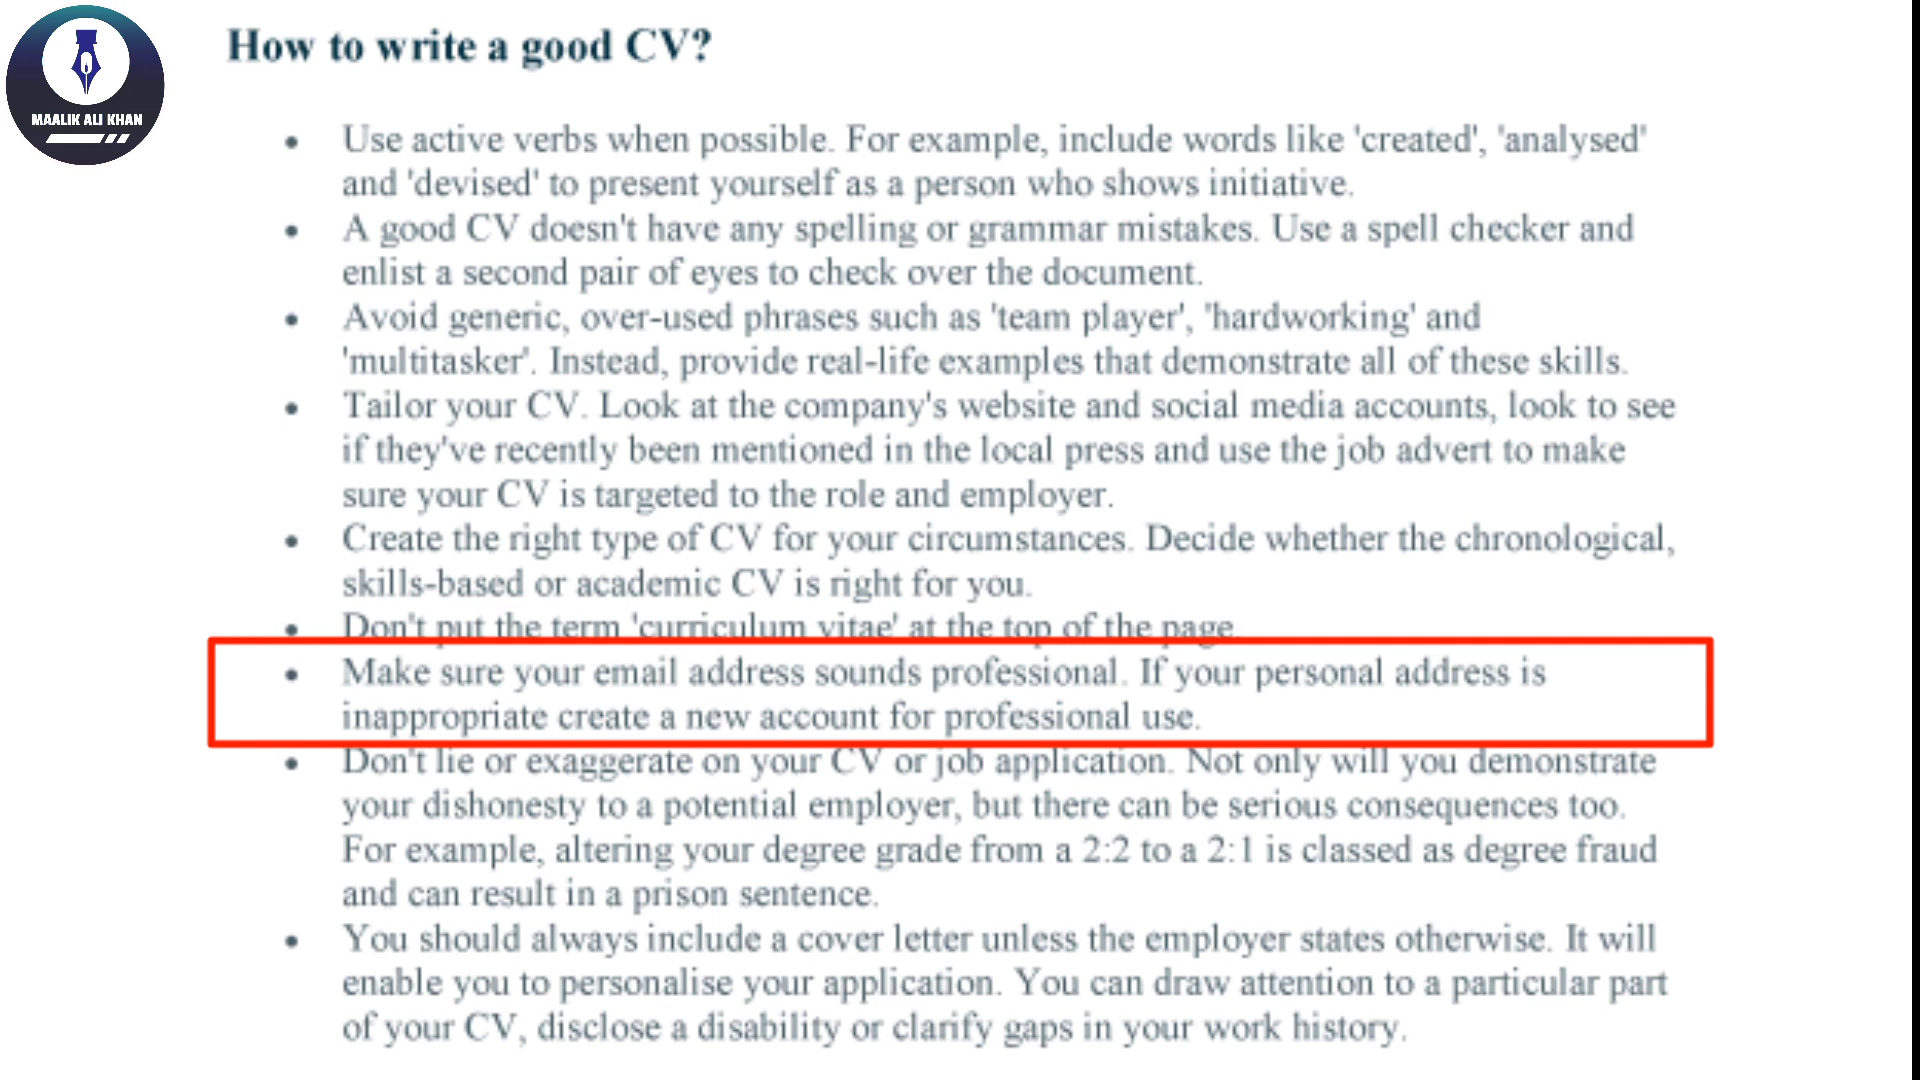 MAALIK ALI KHAN
How to write a good CV?
• Use active verbs when possible. For example, include words like 'created', 'analysed'
and 'devised' to present yourself as a person who shows initiative.
• A good CV doesn't have any spelling or grammar mistakes. Use a spell checker and
enlist a second pair of eyes to check over the document.
• Avoid generic, over-used phrases such as 'team player', 'hardworking' and
'multitasker'. Instead, provide real-life examples that demonstrate all of these skills.
• Tailor your CV. Look at the company's website and social media accounts, look to see
if they've recently been mentioned in the local press and use the job advert to make
sure your CV is targeted to the role and employer.
• Create the right type of CV for your circumstances. Decide whether the chronological,
skills-based or academic CV is right for you.
• Don't put the term 'curriculum vitae' at the top of the page.
• Make sure your email address sounds professional. If your personal address is
inappropriate create a new account for professional use.
• Don't lie or exaggerate on your CV or job application. Not only will you demonstrate
your dishonesty to a potential employer, but there can be serious consequences too.
For example, altering your degree grade from a 2:2 to a 2:1 is classed as degree fraud
and can result in a prison sentence.
• You should always include a cover letter unless the employer states otherwise. It will
enable you to personalise your application. You can draw attention to a particular part
of your CV, disclose a disability or clarify gaps in your work history.